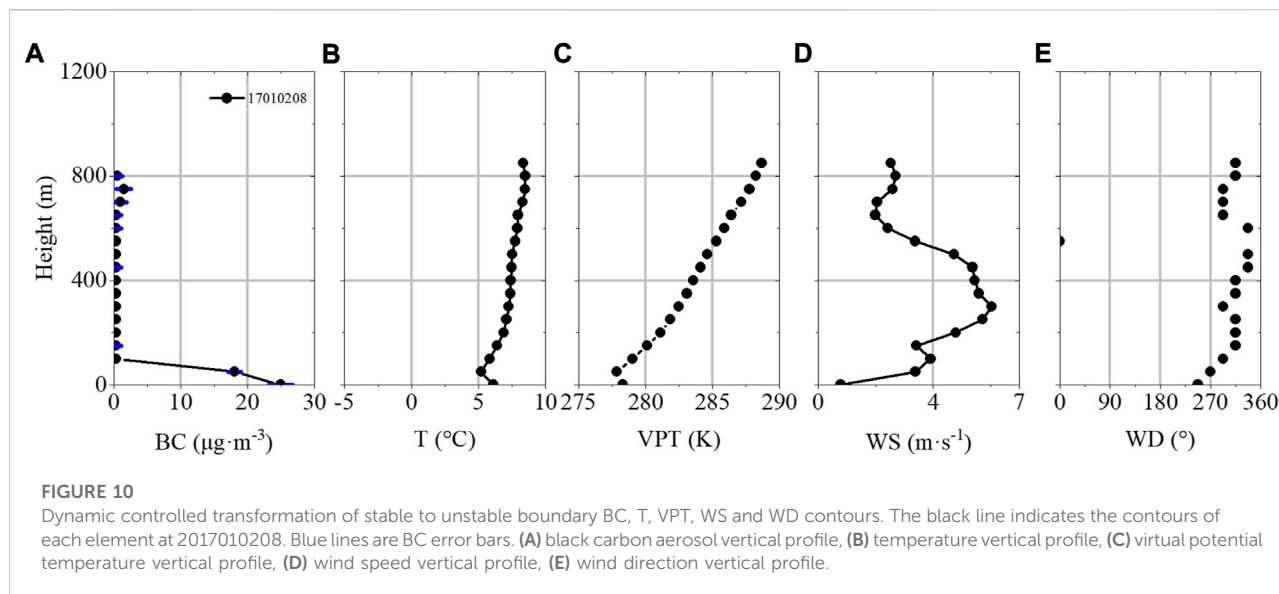 A B C D E
1200
17010208
800
400
0
Height (m)
0 10 20 30
BC (µg·m-3)
-5 0 5 10
T (°C)
275 280 285 290
VPT (K)
0 4 7
WS (m·s-1)
0 90 180 270 360
WD (°)
FIGURE 10
Dynamic controlled transformation of stable to unstable boundary BC, T, VPT, WS and WD contours. The black line indicates the contours of
each element at 2017010208. Blue lines are BC error bars. (A) black carbon aerosol vertical profile, (B) temperature vertical profile, (C) virtual potential
temperature vertical profile, (D) wind speed vertical profile, (E) wind direction vertical profile.